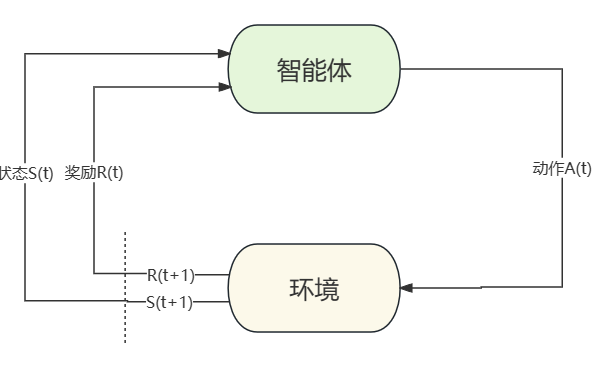 智能体
状态S(t)
奖励R(t)
动作A(t)
R(t+1)
环境
S(t+1)